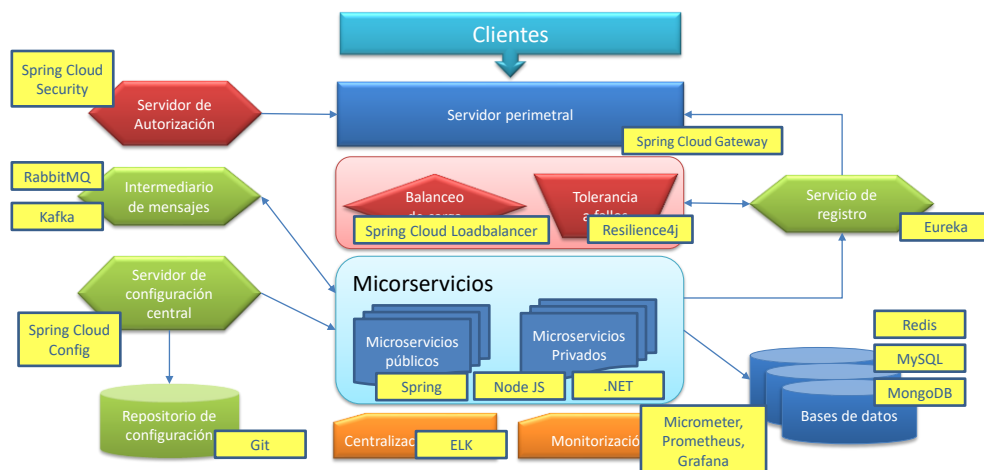 Clientes
Spring Cloud
Security
Servidor de
Autorización
Servidor perimetral
Spring Cloud Gateway
RabbitMQ
Kafka
Intermediario
de mensajes
Balanceo
Spring Cloud Loadbalancer
Tolerancia
Resilience4j
Servicio de
registro
Eureka
Servidor de
configuración
central
Spring Cloud
Config
Micorservicios
Microservicios
públicos
Spring
Node JS
Microservicios
Privados
.NET
Redis
MySQL
MongoDB
Bases de datos
Repositorio de
configuración
Git
Centraliza
ELK
Monitorizació
Micrometer,
Prometheus,
Grafana